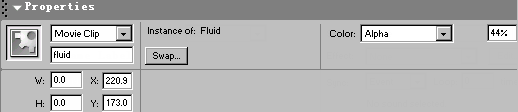 Properties
Movie Clip
Instance of: Fluid
Color: Alpha 44%
fluid
Swap...
W: 0.0 X: 220.9
H: 0.0 Y: 173.0